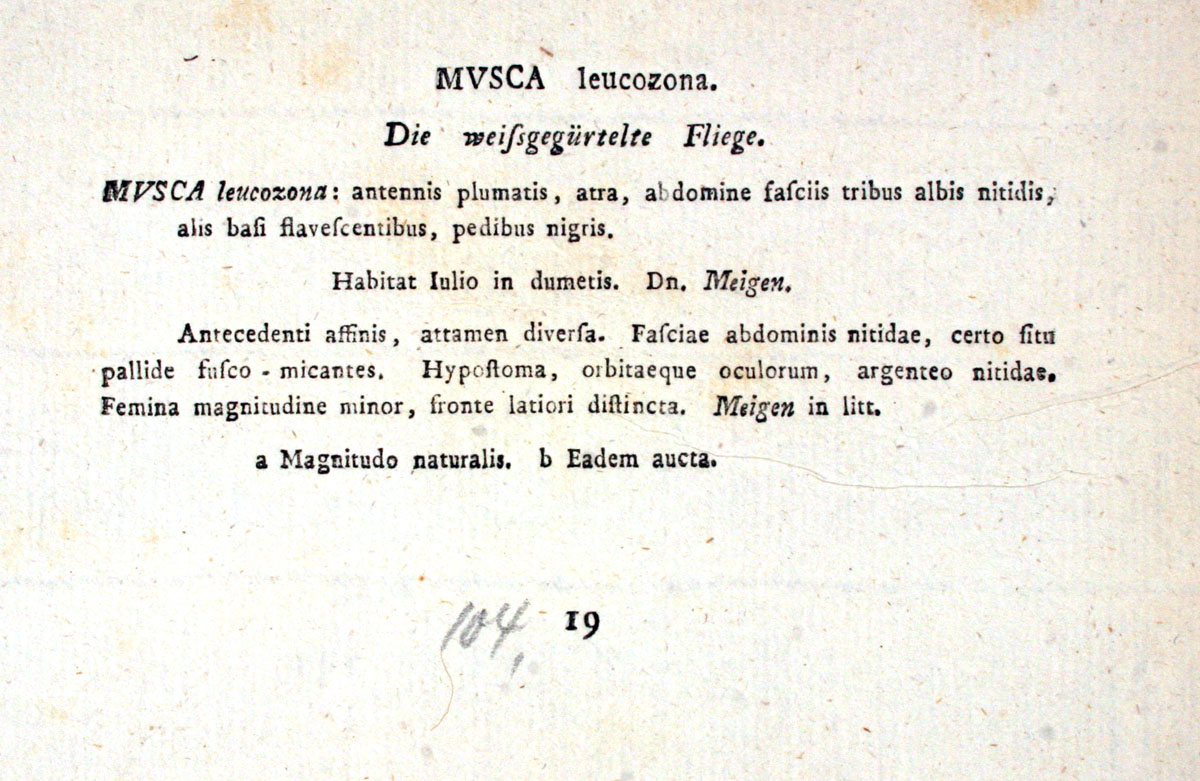 MVSCA leucozona.
Die weiſsgegürtelte Fliege.
MVSCA leucozona: antennis plumatis, atra, abdomine faſciis tribus albis nitidis,
alis baſi flaveſcentibus, pedibus nigris.
Habitat Iulio in dumetis. Dn. Meigen.
Antecedenti affinis, attamen diverſa. Faſciae abdominis nitidae, certo ſitu
pallide fuſco - micantes. Hypoſtoma, orbitaeque oculorum, argenteo nitidae.
Femina magnitudine minor, fronte latiori diſtincta. Meigen in litt.
a Magnitudo naturalis. b Eadem aucta.
104, 19